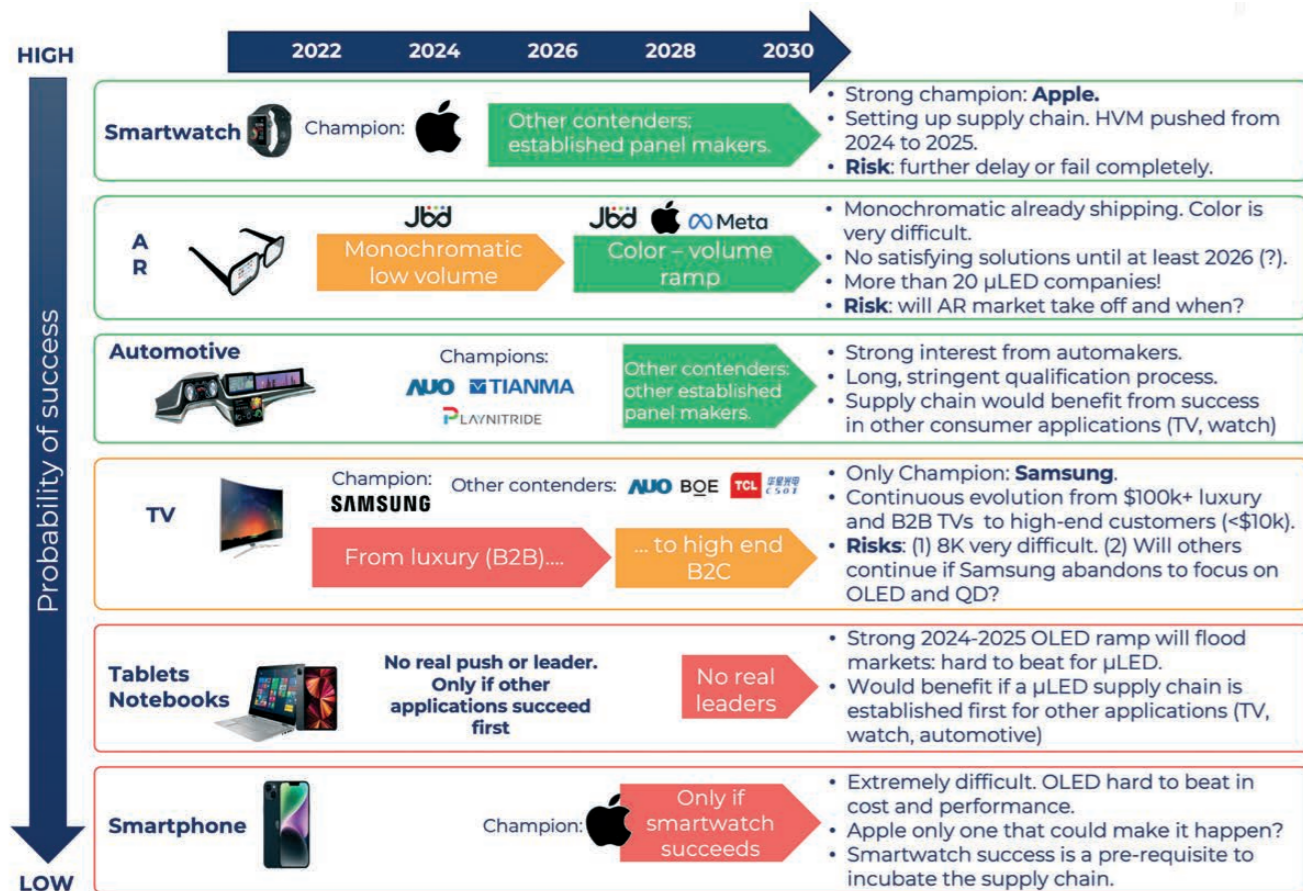 HIGH
2022 2024 2026 2028 2030
Probability of success
LOW
Smartwatch
Champion:
Other contenders:
established panel makers.
• Strong champion: Apple.
• Setting up supply chain. HVM pushed from
2024 to 2025.
• Risk: further delay or fail completely.
A
R
Jbd
Monochromatic
low volume
Jbd
Meta
Color – volume
ramp
• Monochromatic already shipping. Color is
very difficult.
• No satisfying solutions until at least 2026 (?).
• More than 20 µLED companies!
• Risk: will AR market take off and when?
Automotive
Champions:
AUO TIANMA
PLAYNITRIDE
Other contenders:
other established
panel makers.
• Strong interest from automakers.
• Long, stringent qualification process.
• Supply chain would benefit from success
in other consumer applications (TV, watch)
TV
Champion:
SAMSUNG
Other contenders:
AUO BOE TCL 华星光电
CSOT
From luxury (B2B)....
... to high end
B2C
• Only Champion: Samsung.
• Continuous evolution from $100k+ luxury
and B2B TVs to high-end customers (<$10k).
• Risks: (1) 8K very difficult. (2) Will others
continue if Samsung abandons to focus on
OLED and QD?
Tablets
Notebooks
No real push or leader.
Only if other
applications succeed
first
No real
leaders
• Strong 2024-2025 OLED ramp will flood
markets: hard to beat for µLED.
• Would benefit if a µLED supply chain is
established first for other applications (TV,
watch, automotive)
Smartphone
Champion:
Only if
smartwatch
succeeds
• Extremely difficult. OLED hard to beat in
cost and performance.
• Apple only one that could make it happen?
• Smartwatch success is a pre-requisite to
incubate the supply chain.